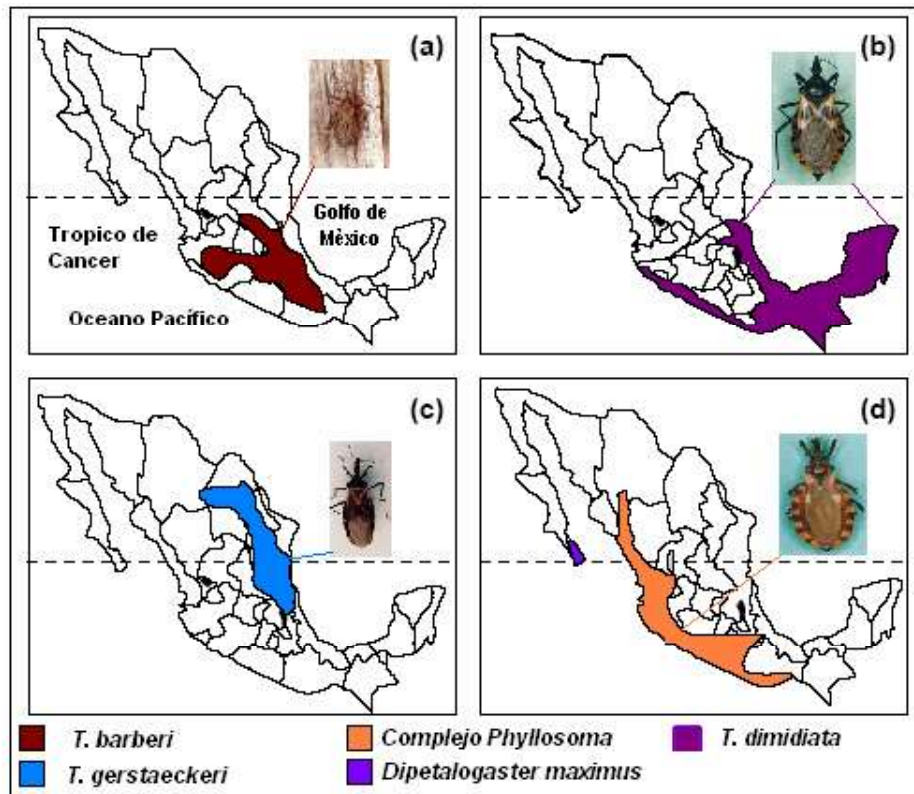 (a)
(b)
Golfo de
Mèxico
Tropico de
Cancer
Oceano Pacífico
(c)
(d)
T. barberi
Complejo Phyllosoma
T. dimidiata
T. gerstaeckeri
Dipetalogaster maximus